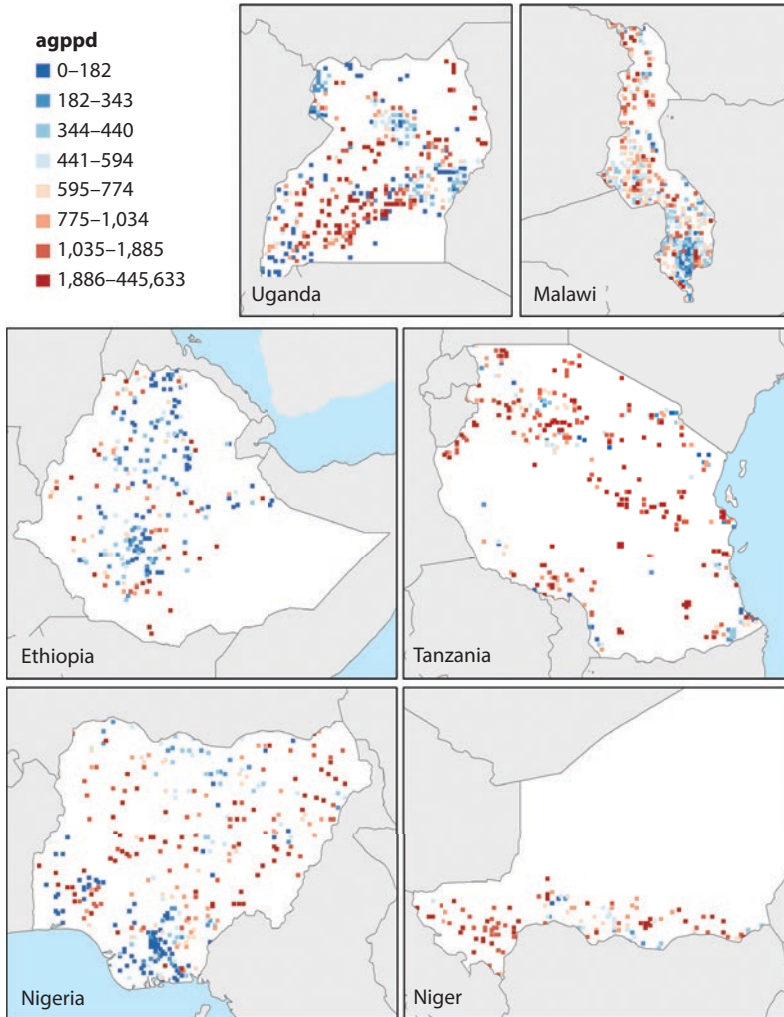 agppd
0–182
182–343
344–440
441–594
595–774
775–1,034
1,035–1,885
1,886–445,633
Uganda
Malawi
Ethiopia
Tanzania
Nigeria
Niger